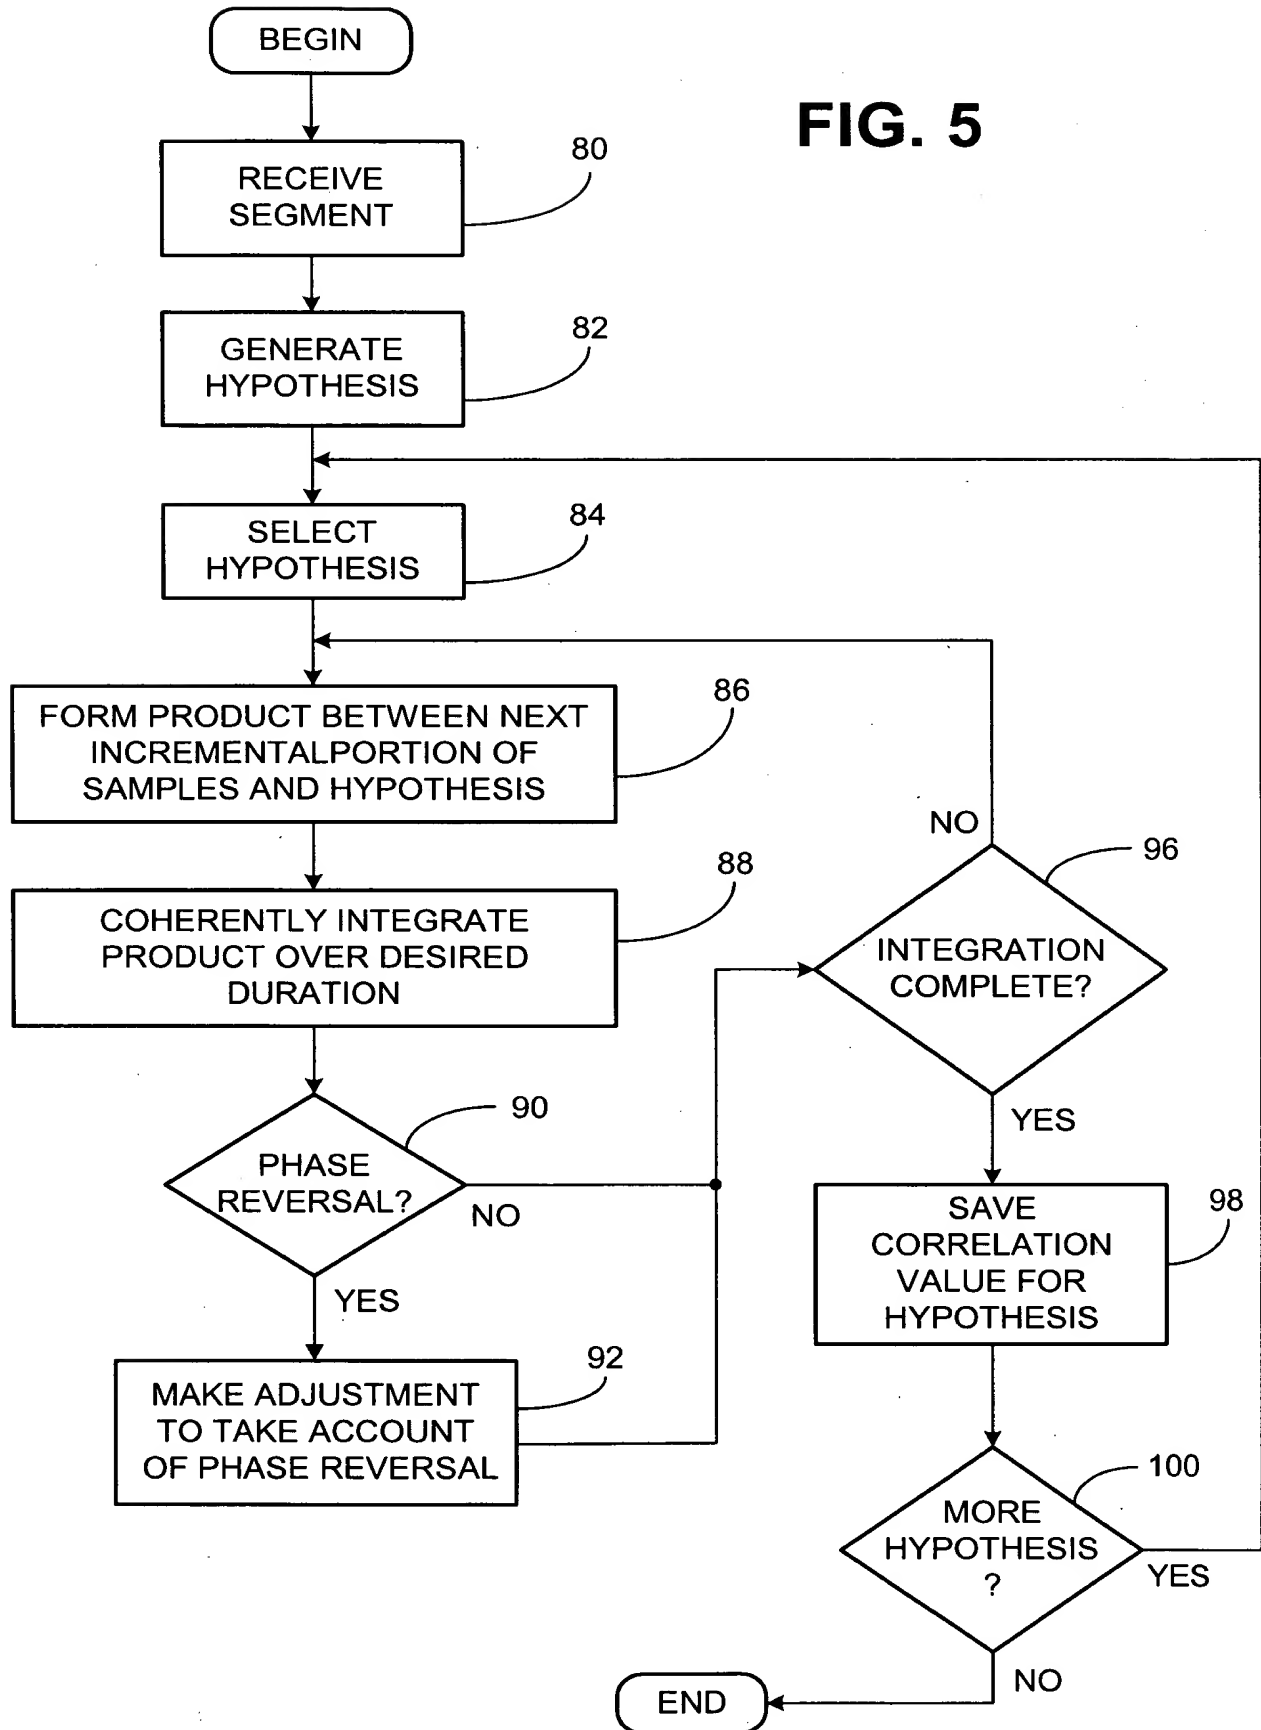 BEGIN
FIG. 5
80
RECEIVE
SEGMENT
82
GENERATE
HYPOTHESIS
84
SELECT
HYPOTHESIS
86
FORM PRODUCT BETWEEN NEXT
INCREMENTALPORTION OF
SAMPLES AND HYPOTHESIS
88
COHERENTLY INTEGRATE
PRODUCT OVER DESIRED
DURATION
90
PHASE
REVERSAL?
NO
YES
92
MAKE ADJUSTMENT
TO TAKE ACCOUNT
OF PHASE REVERSAL
NO
96
INTEGRATION
COMPLETE?
YES
98
SAVE
CORRELATION
VALUE FOR
HYPOTHESIS
100
MORE
HYPOTHESIS
?
YES
NO
END